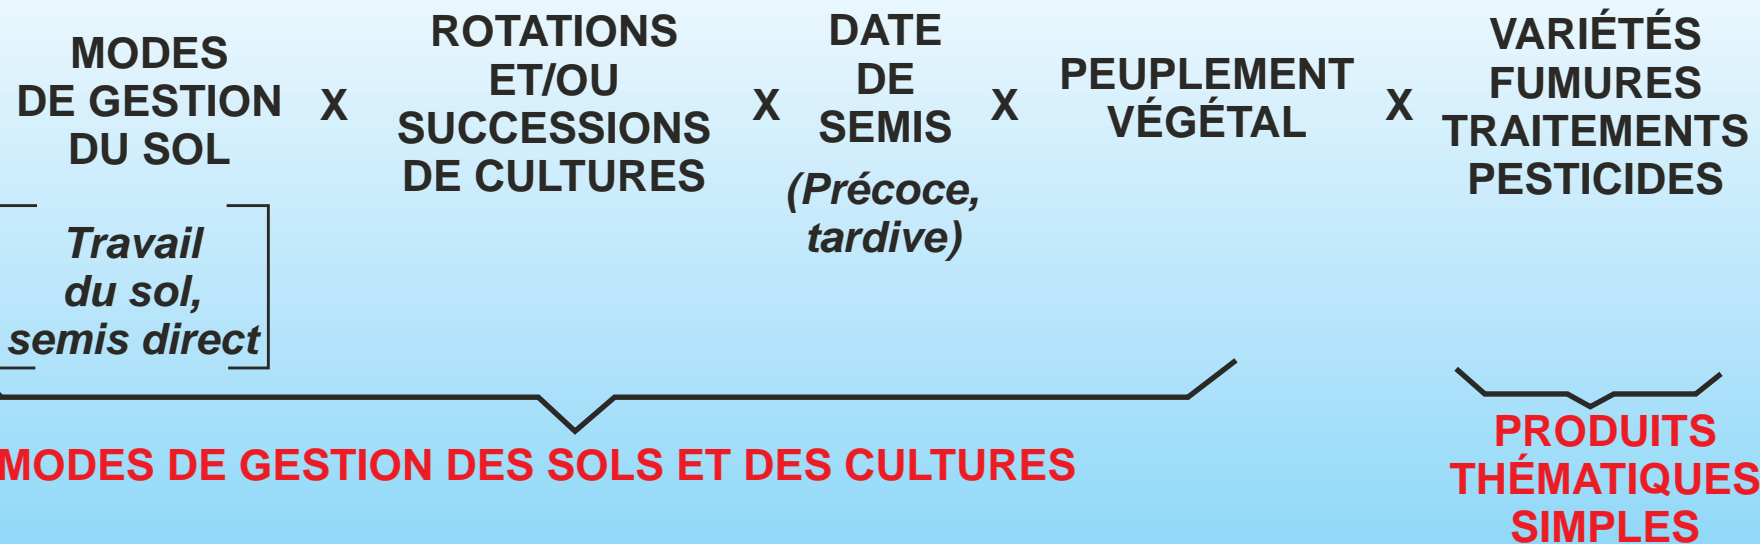 MODES
DE GESTION
DU SOL
X
ROTATIONS
ET/OU
SUCCESSIONS
DE CULTURES
X
DATE
DE
SEMIS
(Précoce,
tardive)
X
PEUPLEMENT
VÉGÉTAL
X
VARIÉTÉS
FUMURES
TRAITEMENTS
PESTICIDES
Travail
du sol,
semis direct
MODES DE GESTION DES SOLS ET DES CULTURES
PRODUITS
THÉMATIQUES
SIMPLES